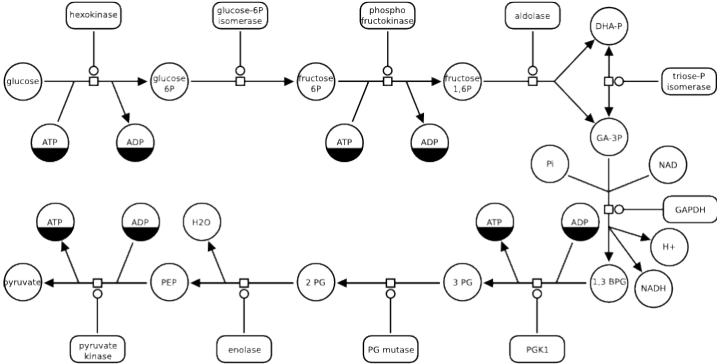 hexokinase
glucose-6P
isomerase
phospho
fructokinase
aldolase
DHA-P
glucose
glucose
6P
fructose
6P
fructose
1,6P
triose-P
isomerase
ATP
ADP
ATP
ADP
GA-3P
Pi
NAD
GAPDH
ATP
ADP
H2O
ATP
ADP
H+
pyruvate
PEP
2 PG
3 PG
1,3 BPG
NADH
pyruvate
kinase
enolase
PG mutase
PGK1